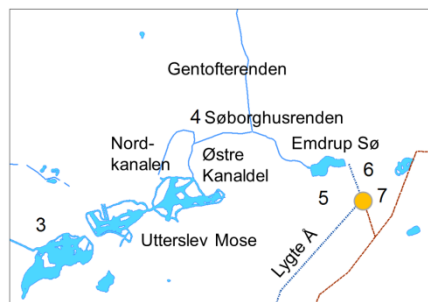 Gentofterenden
4 Søborghusrenden
Nord-
kanalen
Østre
Kanaldel
Emdrup Sø
6
5
7
3
Utterslev Mose
Lygte Å